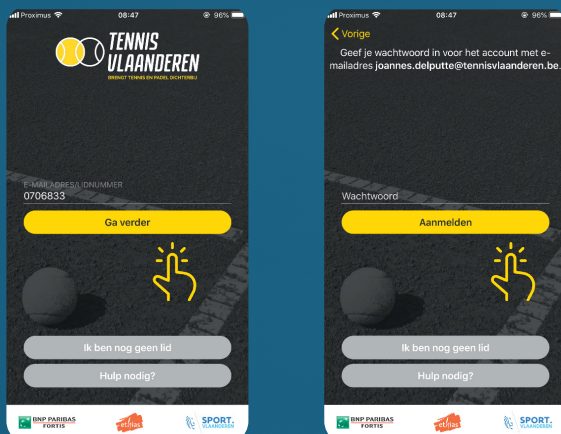 Proximus 08:47 96%
TENNIS
VLAANDEREN
BRENGT TENNIS EN PADEL DICHTERBIJ
E-MAILADRES/LIDNUMMER
0706833
Ga verder
Ik ben nog geen lid
Hulp nodig?
BNP PARIBAS
FORTIS
ethias
SPORT.
VLAANDEREN
Proximus 08:47 96%
Vorige
Geef je wachtwoord in voor het account met e-
mailadres joannes.delputte@tennisvlaanderen.be.
Wachtwoord
Aanmelden
Ik ben nog geen lid
Hulp nodig?
BNP PARIBAS
FORTIS
ethias
SPORT.
VLAANDEREN